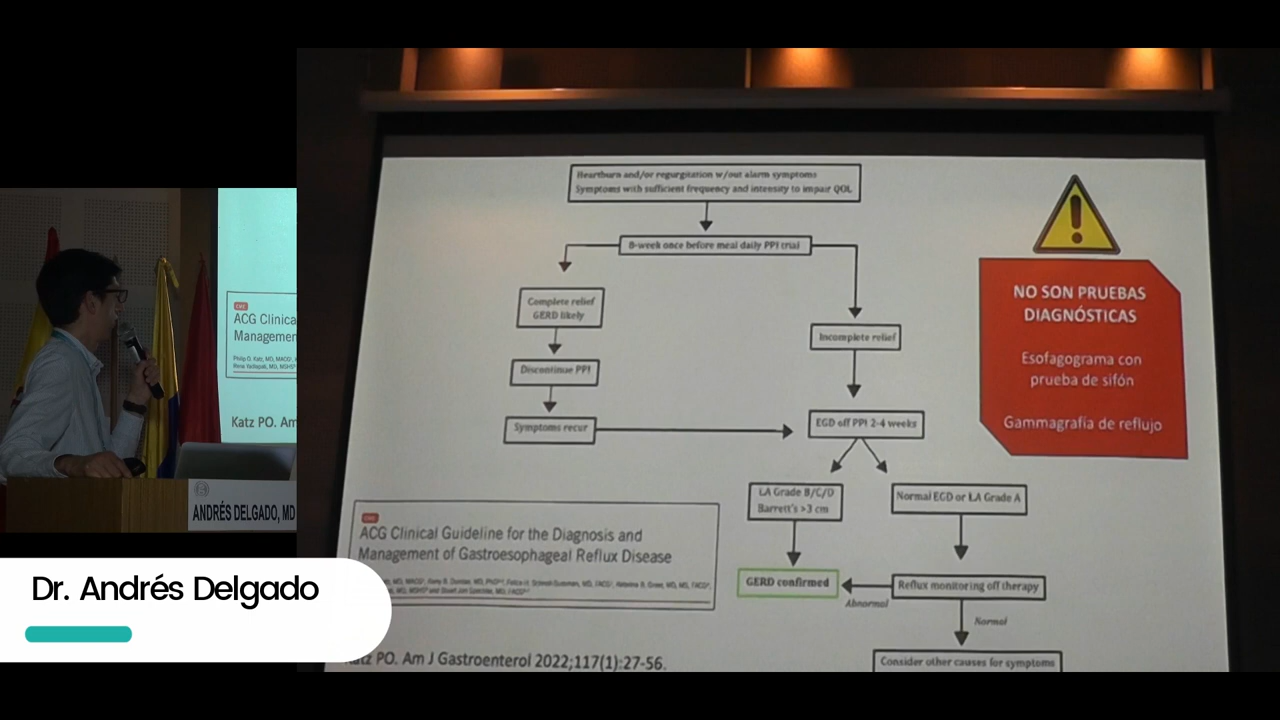 Heartburn and/or regurgitation w/out alarm symptoms
Symptoms with sufficient frequency and intensity to impair QOL
8-week once before meal daily PPI trial
Complete relief
GERD likely
Incomplete relief
Discontinue PPI
Symptoms recur
EGD off PPI 2-4 weeks
LA Grade B/C/D
Barrett's >3 cm
Normal EGD or LA Grade A
GERD confirmed
Reflux monitoring off therapy
Abnormal
Normal
Consider other causes for symptoms
NO SON PRUEBAS
DIAGNÓSTICAS
Esofagograma con
prueba de sifón
Gammagrafía de reflujo
ACG Clinical Guideline for the Diagnosis and
Management of Gastroesophageal Reflux Disease
Katz PO. Am J Gastroenterol 2022;117(1):27-56.
ACG Clinica
Managemen
Katz PO. Am
ANDRÉS DELGADO, MD
Dr. Andrés Delgado